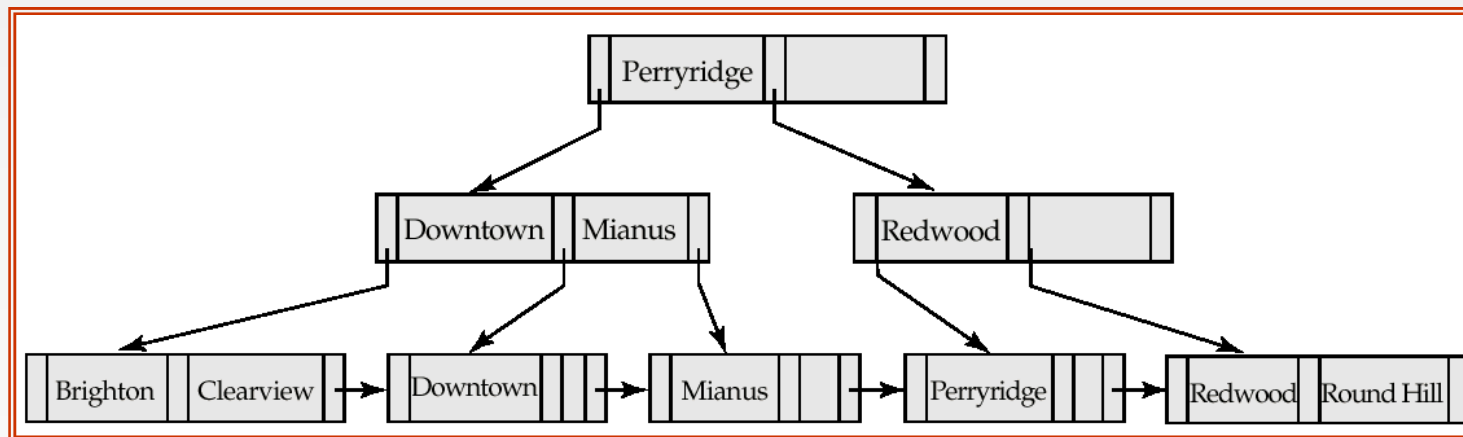 Perryridge
Downtown Mianus Redwood
Brighton Clearview Downtown Mianus Perryridge Redwood Round Hill